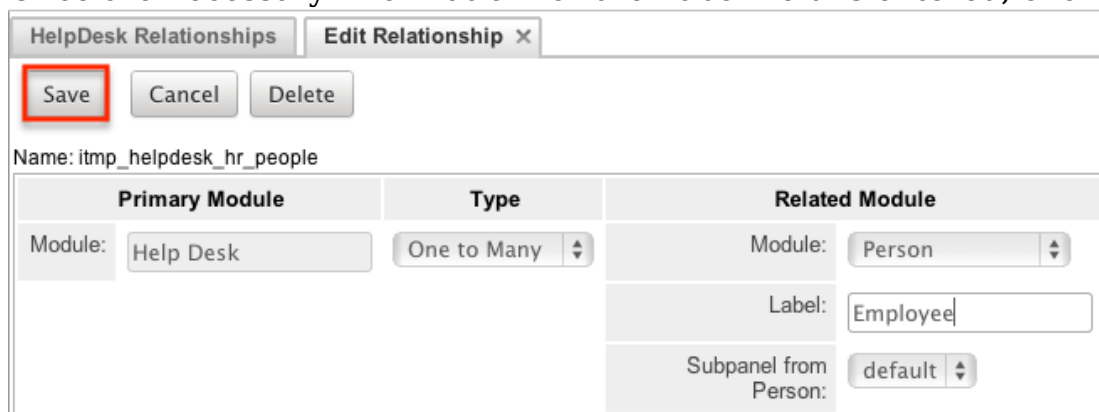 HelpDesk Relationships Edit Relationship ×
Save Cancel Delete
Name: itmp_helpdesk_hr_people
Primary Module Type Related Module
Module: Help Desk One to Many Module: Person
Label: Employee
Subpanel from Person: default